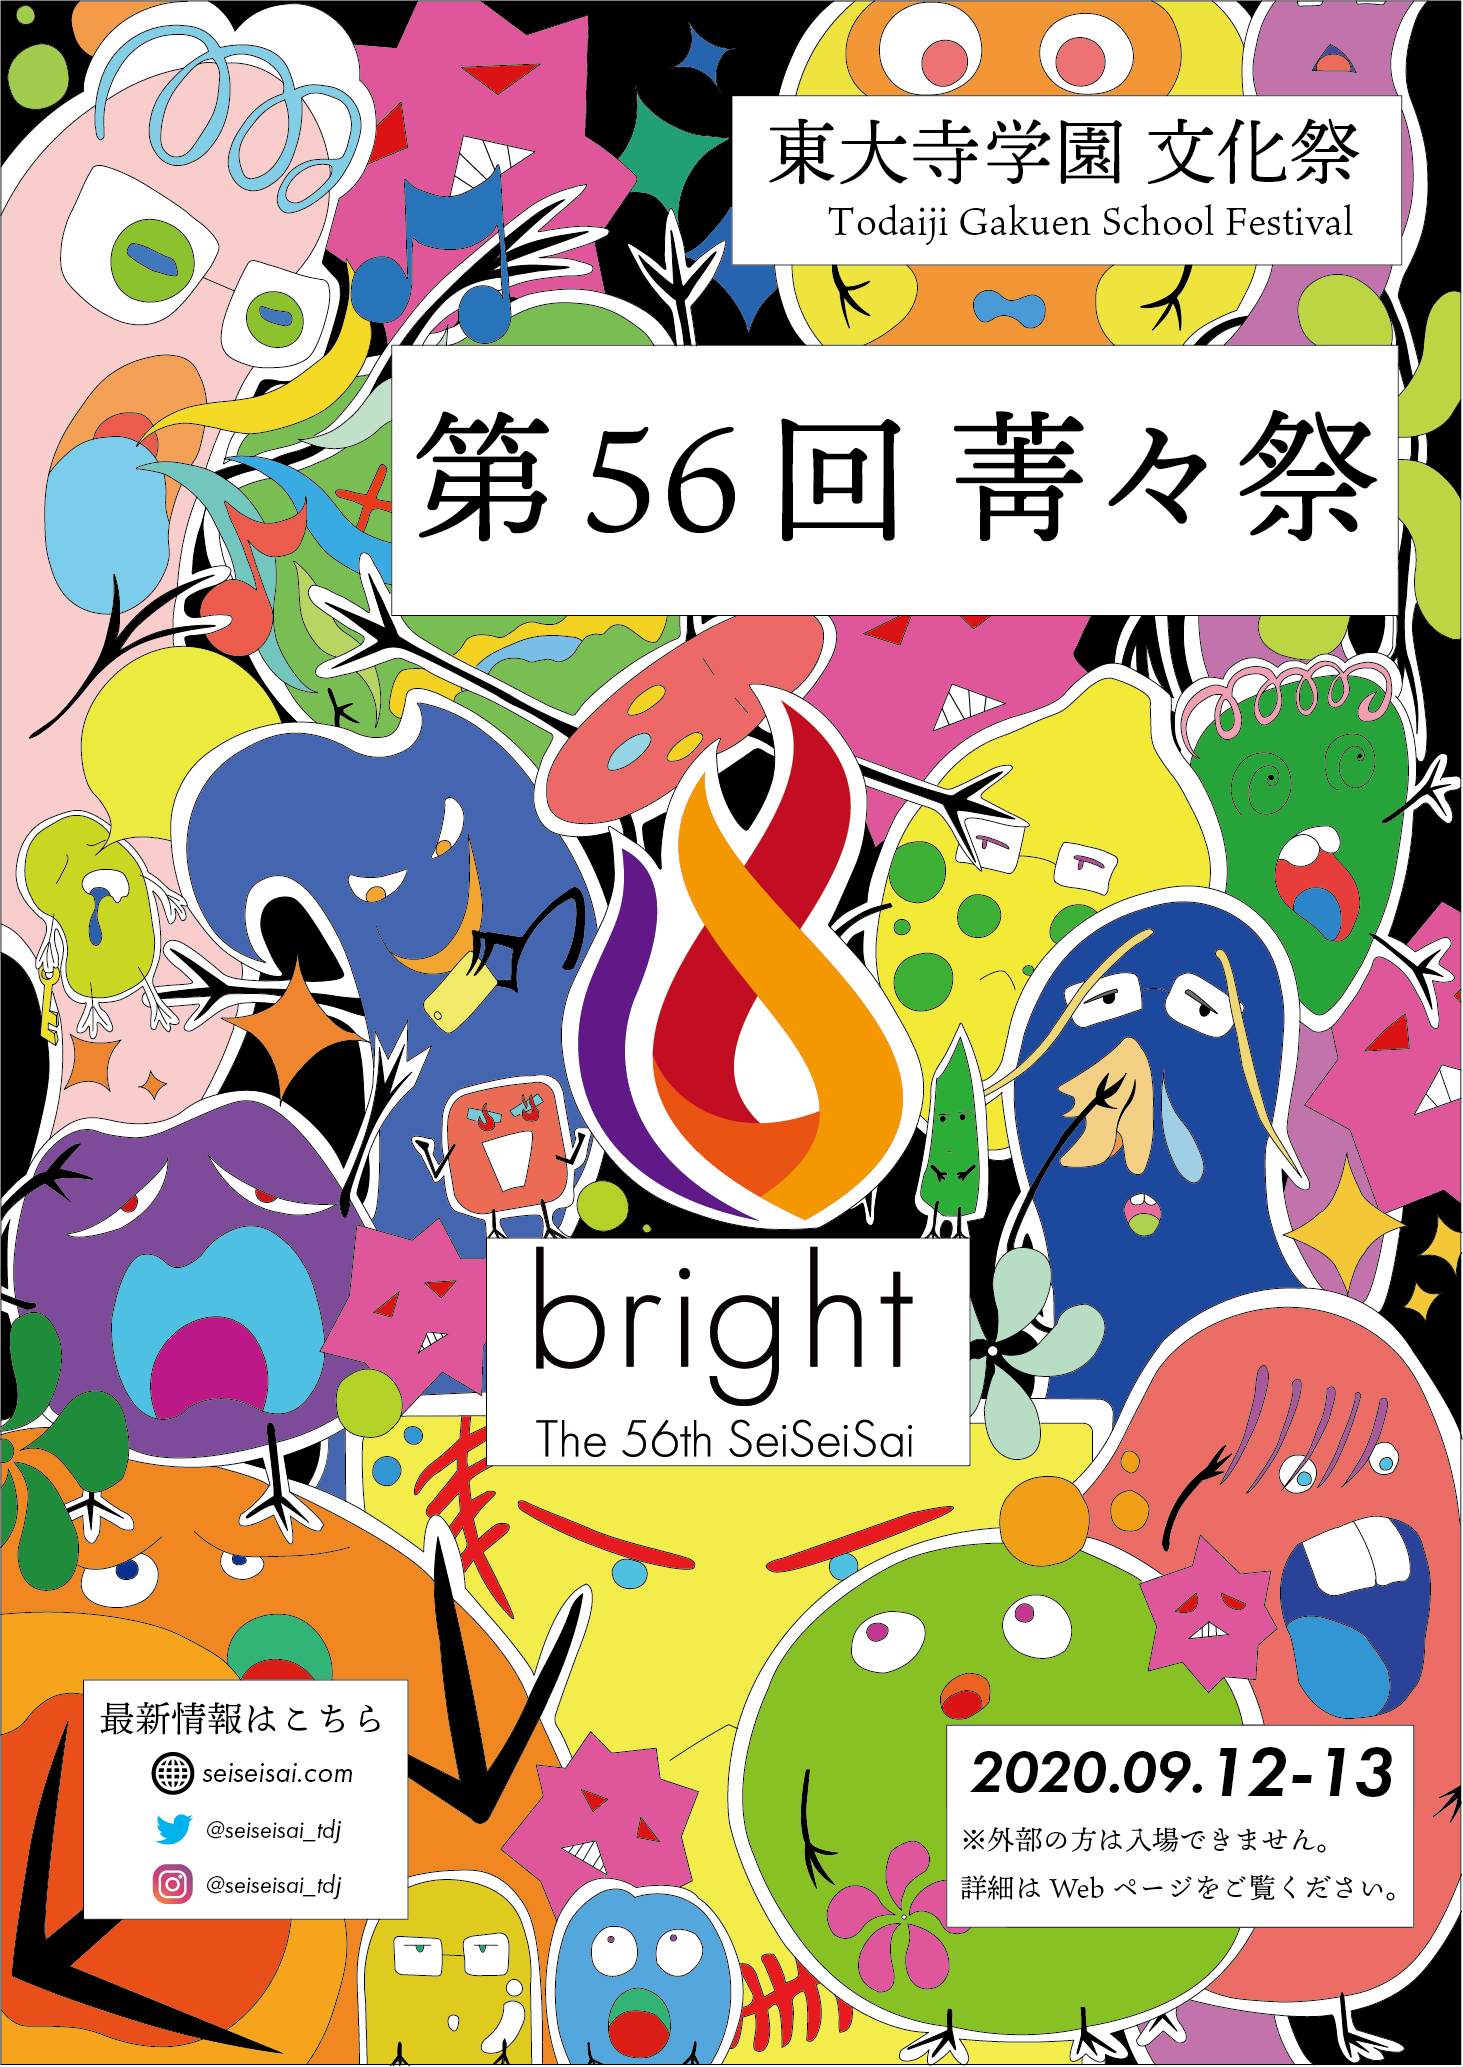 東大寺学園 文化祭
Todaiji Gakuen School Festival
第56回 菁々祭
bright
The 56th SeiSeiSai
最新情報はこちら
seiseisai.com
@seiseisai_tdj
@seiseisai_tdj
2020.09.12-13
※外部の方は入場できません。
詳細は Web ページをご覧ください。